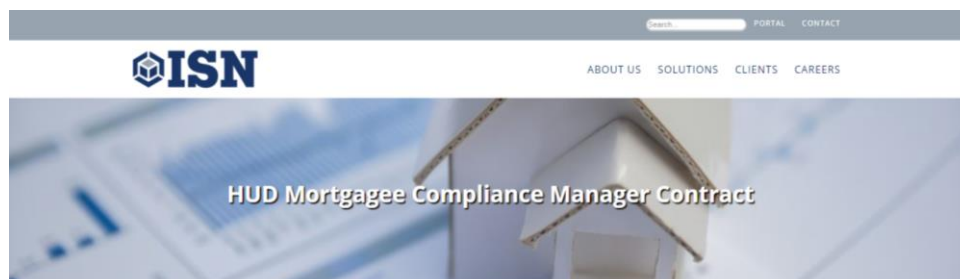 Search...
PORTAL CONTACT
ISN
ABOUT US SOLUTIONS CLIENTS CAREERS
HUD Mortgagee Compliance Manager Contract